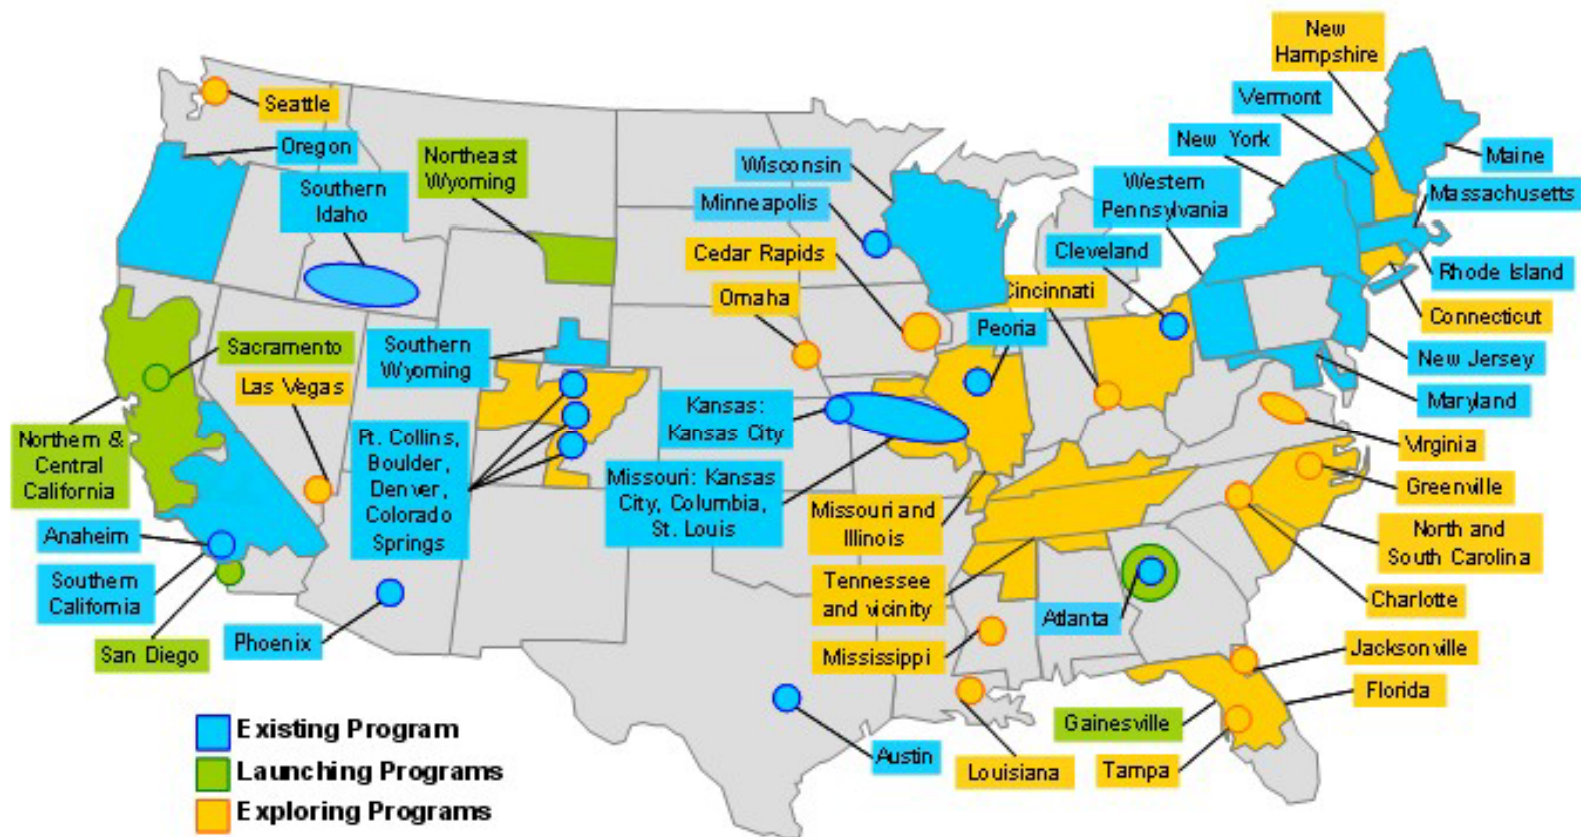 New
Hampshire
Vermont
Seattle
New York
Oregon
Northeast
Wyoming
Wisconsin
Maine
Southern
Idaho
Western
Pennsylvania
Massachusetts
Minneapolis
Cedar Rapids
Cleveland
Rhode Island
Omaha
Cincinnati
Connecticut
Peoria
Sacramento
Southern
Wyoming
New Jersey
Las Vegas
Kansas:
Kansas City
Maryland
Northern &
Central
California
Ft. Collins,
Boulder,
Denver,
Colorado
Springs
Virginia
Missouri: Kansas
City, Columbia,
St. Louis
Greenville
Missouri and
Illinois
Anaheim
North and
South Carolina
Southern
California
Tennessee
and vicinity
Charlotte
Atlanta
San Diego
Phoenix
Mississippi
Jacksonville
Florida
Gainesville
Existing Program
Austin
Louisiana
Tampa
Launching Programs
Exploring Programs